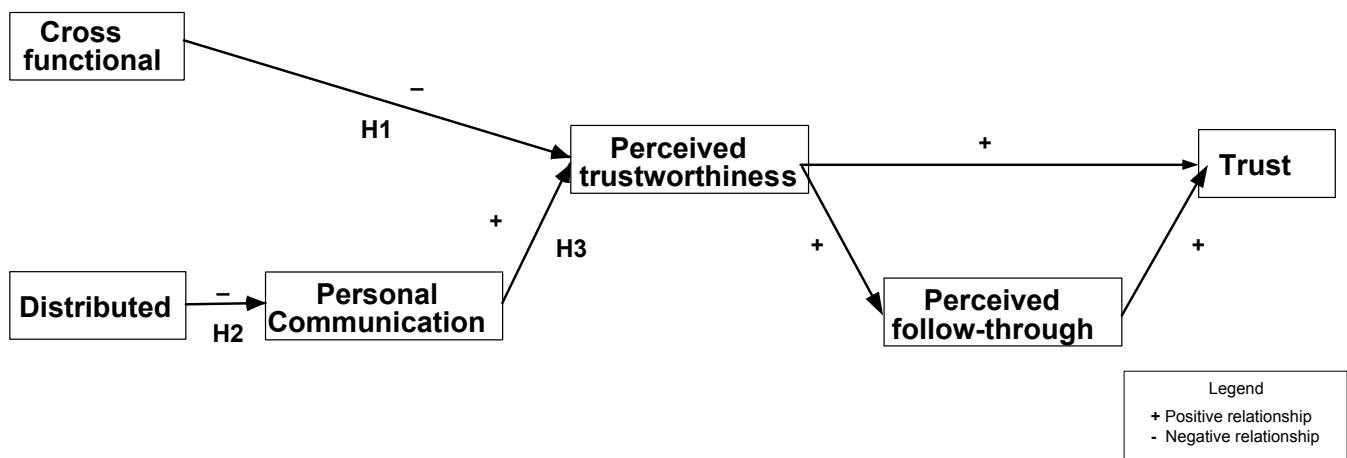 Cross
functional
–
H1
Perceived
trustworthiness
+
Trust
+
H3
+
+
Distributed
–
H2
Personal
Communication
Perceived
follow-through
Legend
+ Positive relationship
- Negative relationship